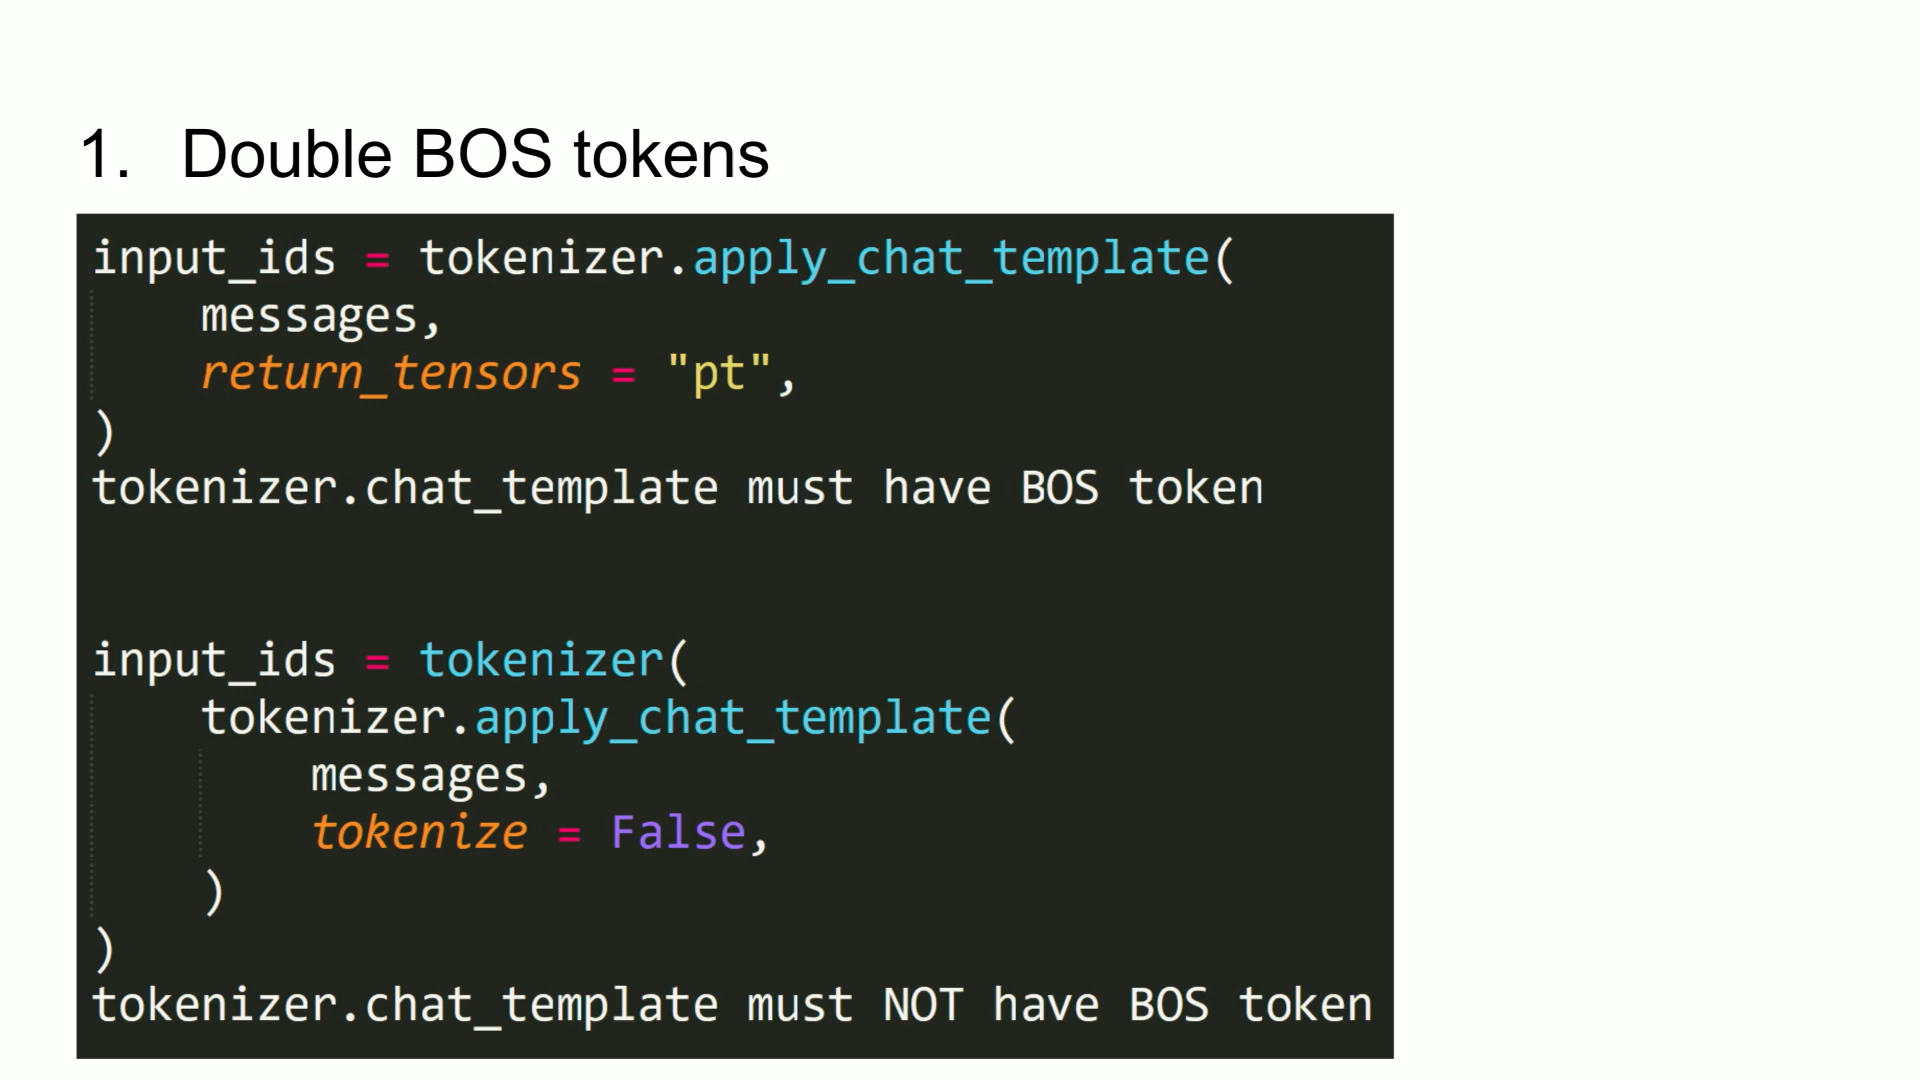 1. Double BOS tokens
input_ids = tokenizer.apply_chat_template(
    messages,
    return_tensors = "pt",
)
tokenizer.chat_template must have BOS token
input_ids = tokenizer(
    tokenizer.apply_chat_template(
        messages,
        tokenize = False,
    )
)
tokenizer.chat_template must NOT have BOS token